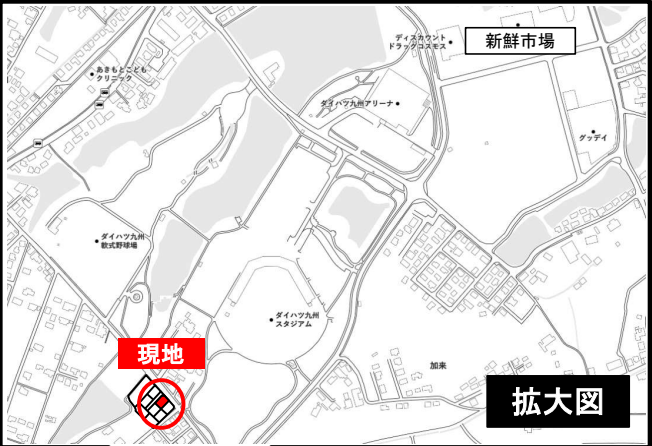 ディスカウント
ドラッグコスモス
新鮮市場
あきもとこども
クリニック
ダイハツ九州アリーナ
グッデイ
ダイハツ九州
軟式野球場
ダイハツ九州
スタジアム
現地
加来
拡大図